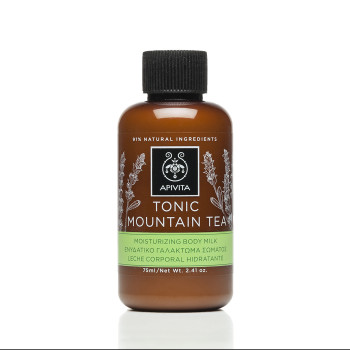 91% NATURAL INGREDIENTS
APIVITA
TONIC
MOUNTAIN TEA
MOISTURIZING BODY MILK
ΕΝΥΔΑΤΙΚΟ ΓΑΛΑΚΤΩΜΑ ΣΩΜΑΤΟΣ
LECHE CORPORAL HIDRATANTE
75ml/Net Wt. 2.41 oz.